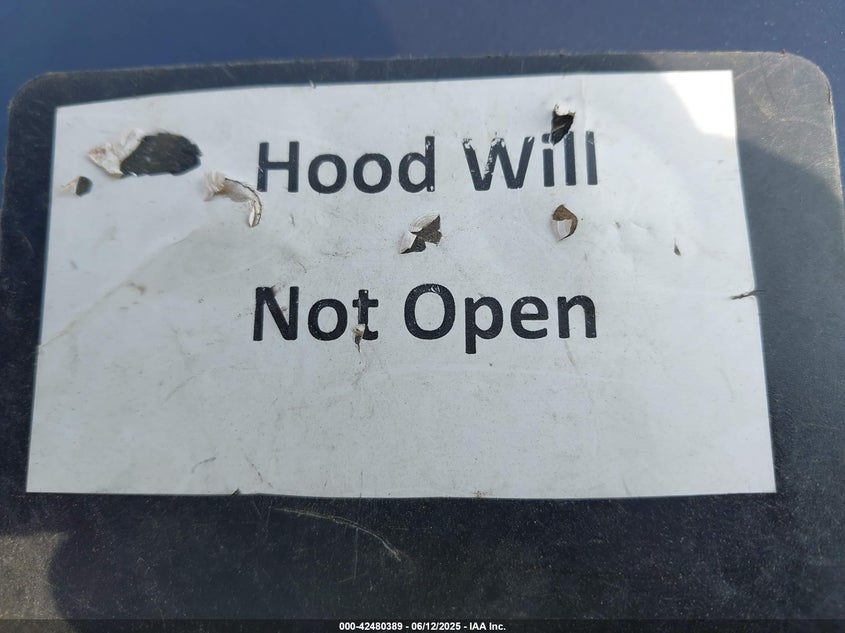 Hood Will
Not Open
000-42480389 - 06/12/2025 - IAA Inc.